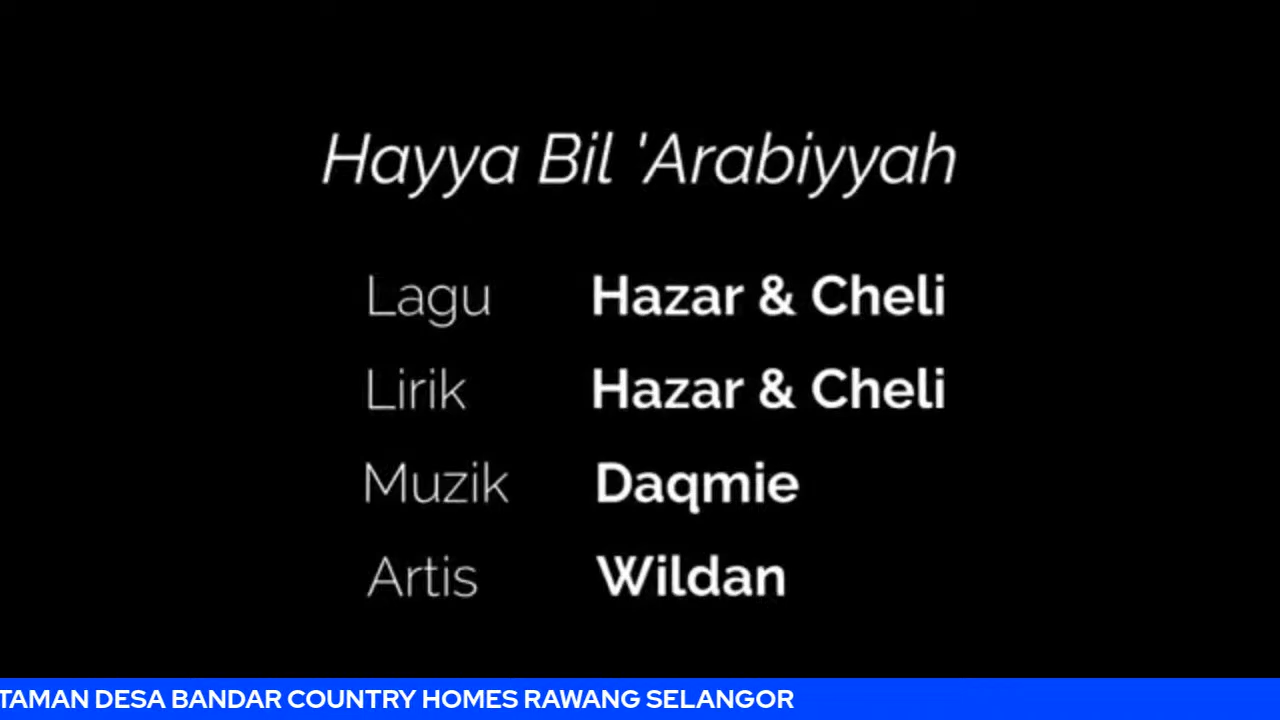 Hayya Bil 'Arabiyyah
Lagu Hazar & Cheli
Lirik Hazar & Cheli
Muzik Daqmie
Artis Wildan
TAMAN DESA BANDAR COUNTRY HOMES RAWANG SELANGOR